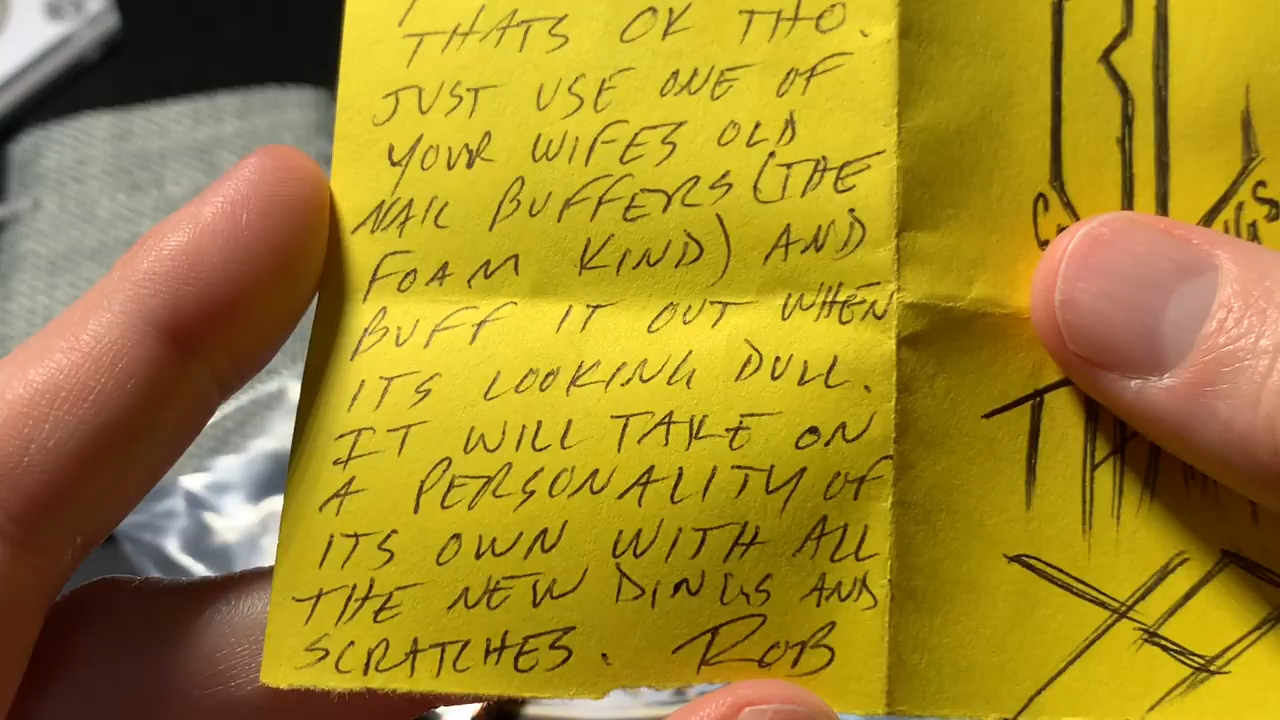 THATS OK THO.
JUST USE ONE OF
YOUR WIFES OLD
NAIL BUFFERS (THE
FOAM KIND) AND
BUFF IT OUT WHEN
ITS LOOKING DULL.
IT WILL TAKE ON
A PERSONALITY OF
ITS OWN WITH ALL
THE NEW DINGS AND
SCRATCHES. ROB